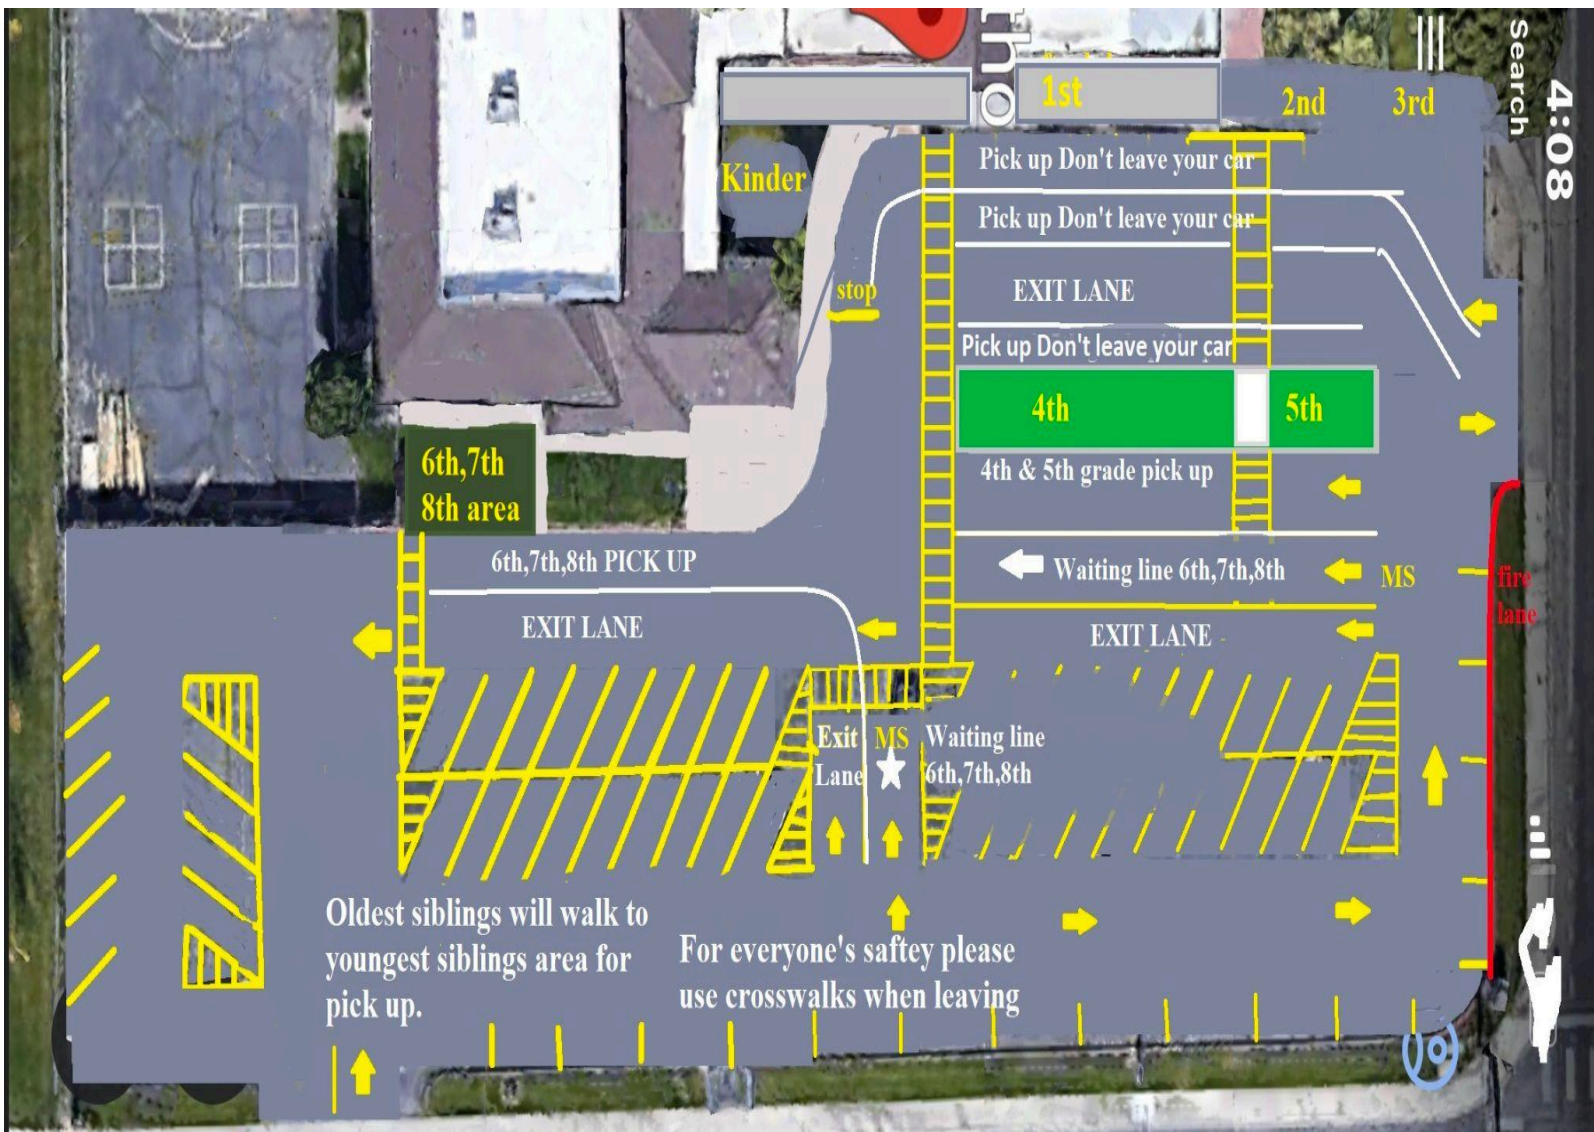 Search
4:08
tho
1st
2nd
3rd
Kinder
Pick up Don't leave your car
Pick up Don't leave your car
stop
EXIT LANE
Pick up Don't leave your car
4th
5th
6th,7th
8th area
4th & 5th grade pick up
6th,7th,8th PICK UP
Waiting line 6th,7th,8th
MS
fire
lane
EXIT LANE
EXIT LANE
Exit
Lane
MS
Waiting line
6th,7th,8th
Oldest siblings will walk to
youngest siblings area for
pick up.
For everyone's saftey please
use crosswalks when leaving